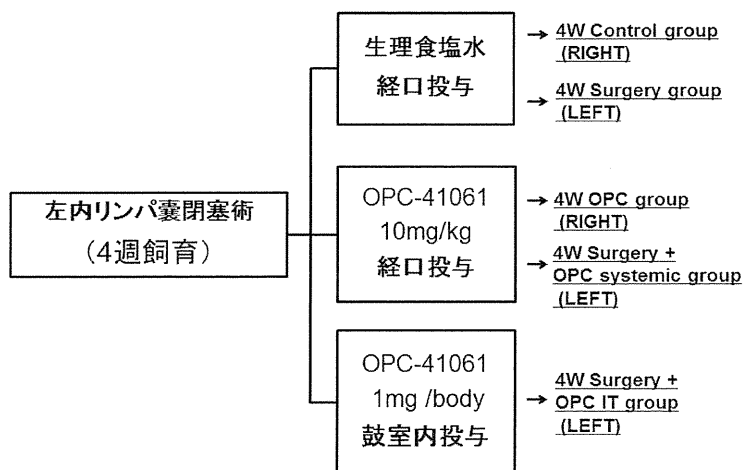 左内リンパ嚢閉塞術
（4週飼育）
生理食塩水
経口投与
→ 4W Control group
(RIGHT)
→ 4W Surgery group
(LEFT)
OPC-41061
10mg/kg
経口投与
→ 4W OPC group
(RIGHT)
→ 4W Surgery +
OPC systemic group
(LEFT)
OPC-41061
1mg /body
鼓室内投与
→ 4W Surgery +
OPC IT group
(LEFT)